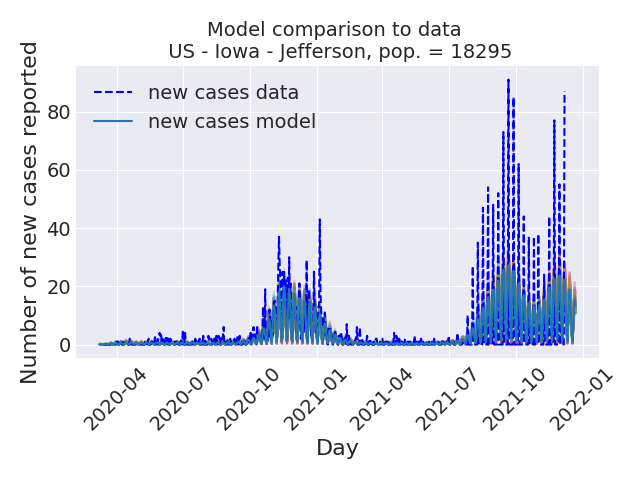 Model comparison to data
US - Iowa - Jefferson, pop. = 18295
new cases data
new cases model
Number of new cases reported
80
60
40
20
0
2020-04
2020-07
2020-10
2021-01
2021-04
2021-07
2021-10
2022-01
Day